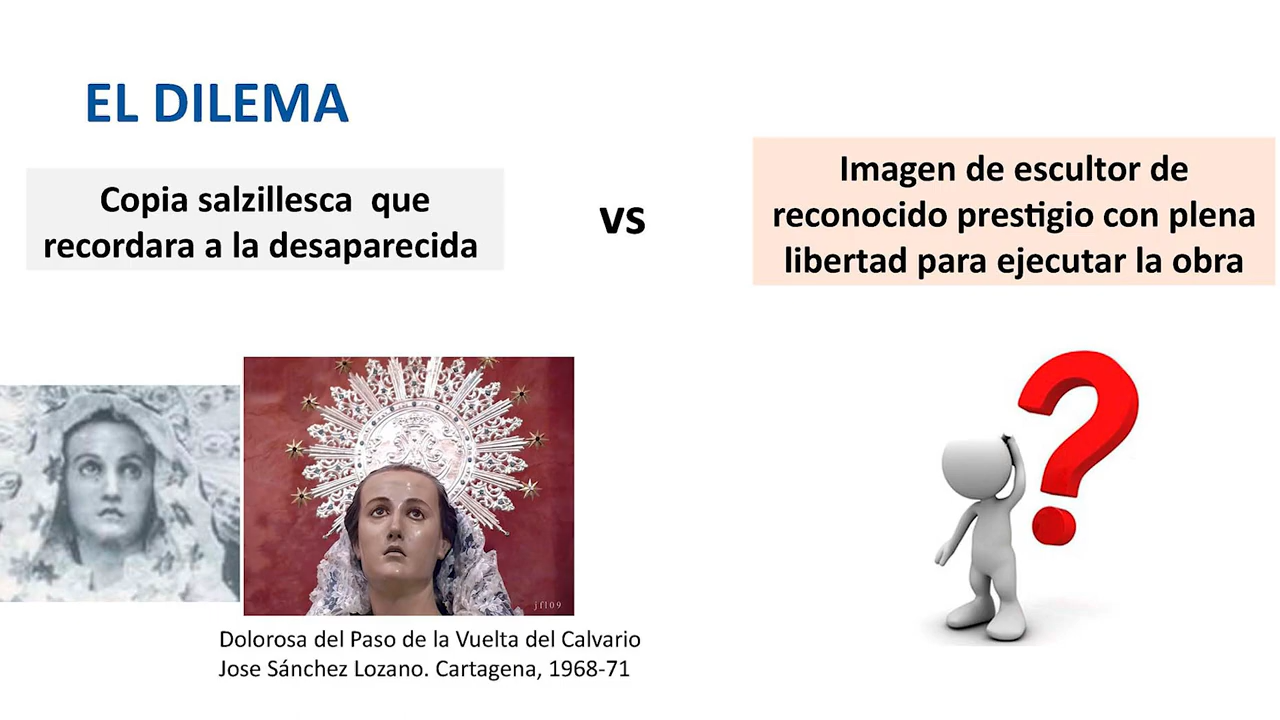 EL DILEMA
Copia salzillesca que
recordara a la desaparecida
vs
Imagen de escultor de
reconocido prestigio con plena
libertad para ejecutar la obra
jfl09
Dolorosa del Paso de la Vuelta del Calvario
Jose Sánchez Lozano. Cartagena, 1968-71